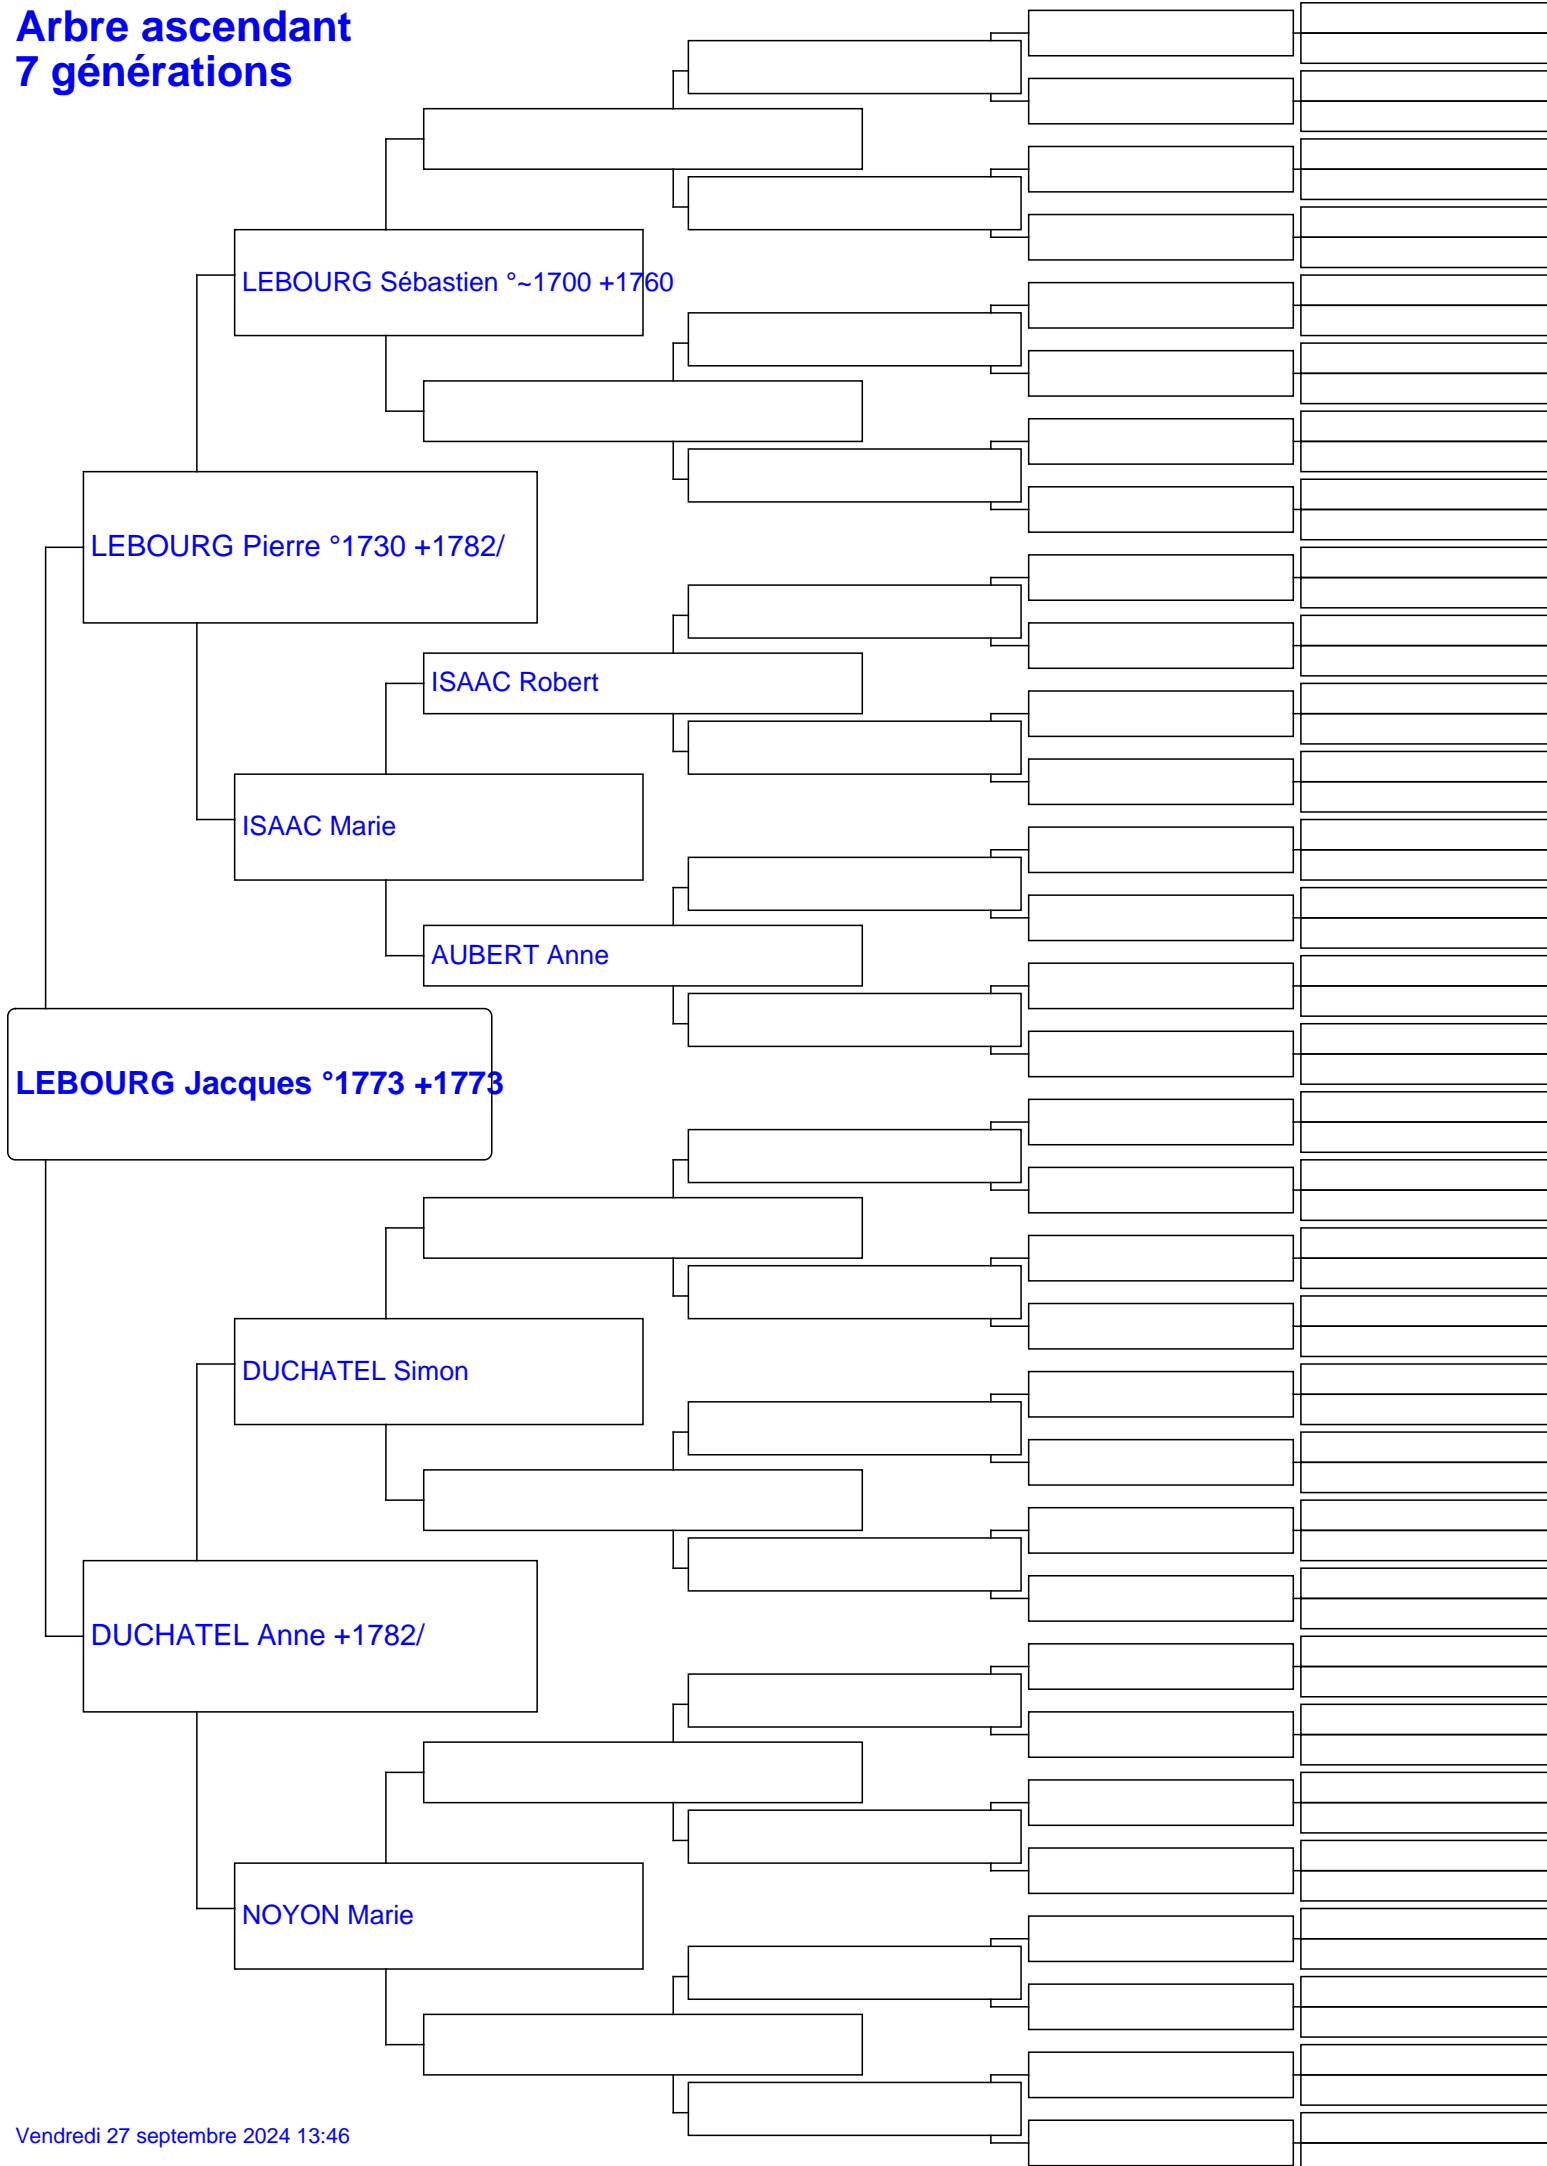 Arbre ascendant
7 générations
LEBOURG Sébastien °~1700 +1760
LEBOURG Pierre °1730 +1782/
ISAAC Robert
ISAAC Marie
AUBERT Anne
LEBOURG Jacques °1773 +1773
DUCHATEL Simon
DUCHATEL Anne +1782/
NOYON Marie
Vendredi 27 septembre 2024 13:46